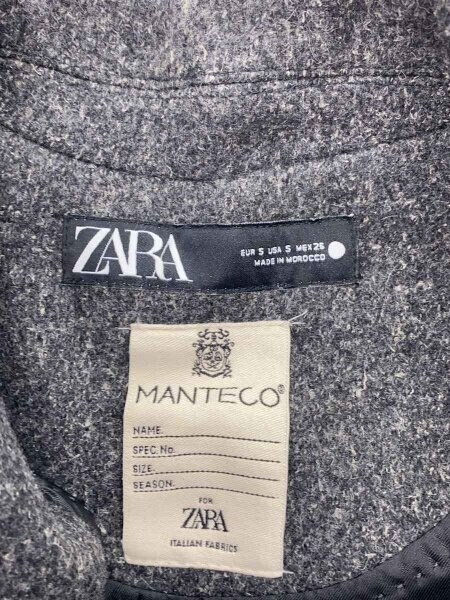 ZARA
EUR S USA S MEX 26
MADE IN MOROCCO
MANTECO®
NAME.
SPEC. No.
SIZE.
SEASON.
FOR
ZARA
ITALIAN FABRICS